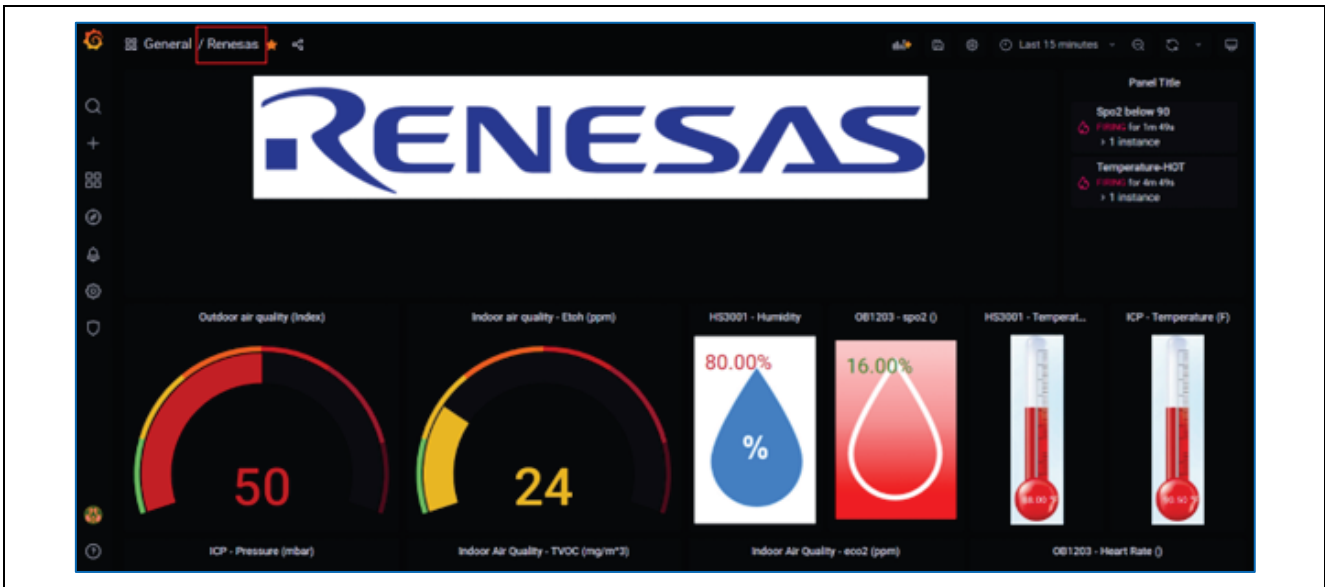 General / Renesas
Last 15 minutes
RENESAS
Panel Title
Spo2 below 90
FIRING for 1m 49s
> 1 instance
Temperature-HOT
FIRING for 4m 49s
> 1 instance
Outdoor air quality (Index)
Indoor air quality - Etoh (ppm)
HS3001 - Humidity
OB1203 - spo2 ()
HS3001 - Temperat...
ICP - Temperature (F)
80.00%
16.00%
%
50
24
ICP - Pressure (mbar)
Indoor Air Quality - TVOC (mg/m^3)
Indoor Air Quality - eco2 (ppm)
OB1203 - Heart Rate ()